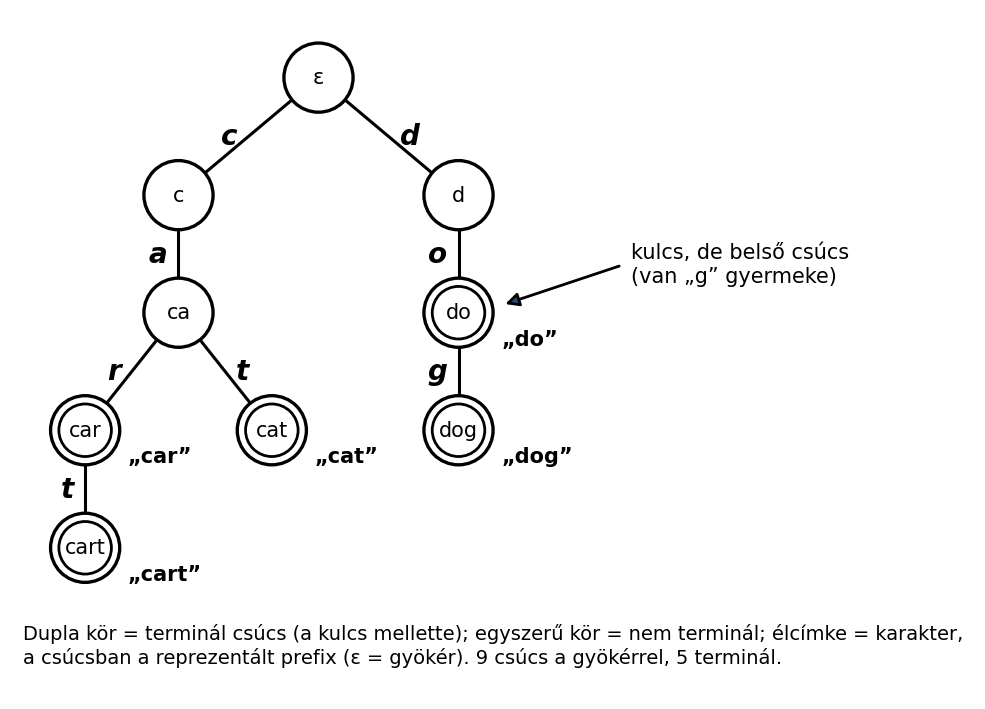 ε
c d
c d
a o
ca do
kulcs, de belső csúcs
(van „g” gyermeke)
„do”
r t g
car cat dog
„car” „cat” „dog”
t
cart
„cart”
Dupla kör = terminál csúcs (a kulcs mellette); egyszerű kör = nem terminál; élcímke = karakter,
a csúcsban a reprezentált prefix (ε = gyökér). 9 csúcs a gyökérrel, 5 terminál.